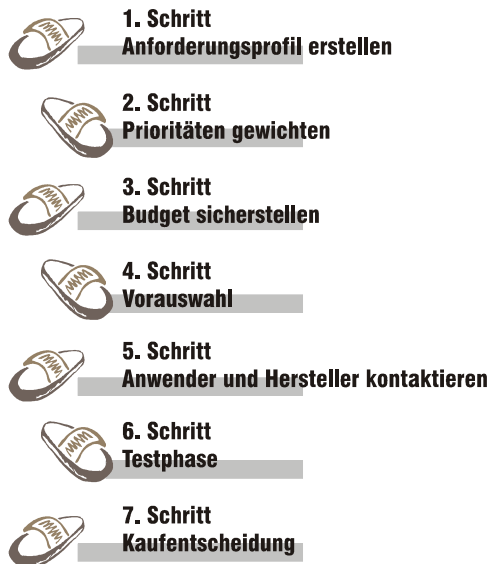 1. Schritt
Anforderungsprofil erstellen
2. Schritt
Prioritäten gewichten
3. Schritt
Budget sicherstellen
4. Schritt
Vorauswahl
5. Schritt
Anwender und Hersteller kontaktieren
6. Schritt
Testphase
7. Schritt
Kaufentscheidung